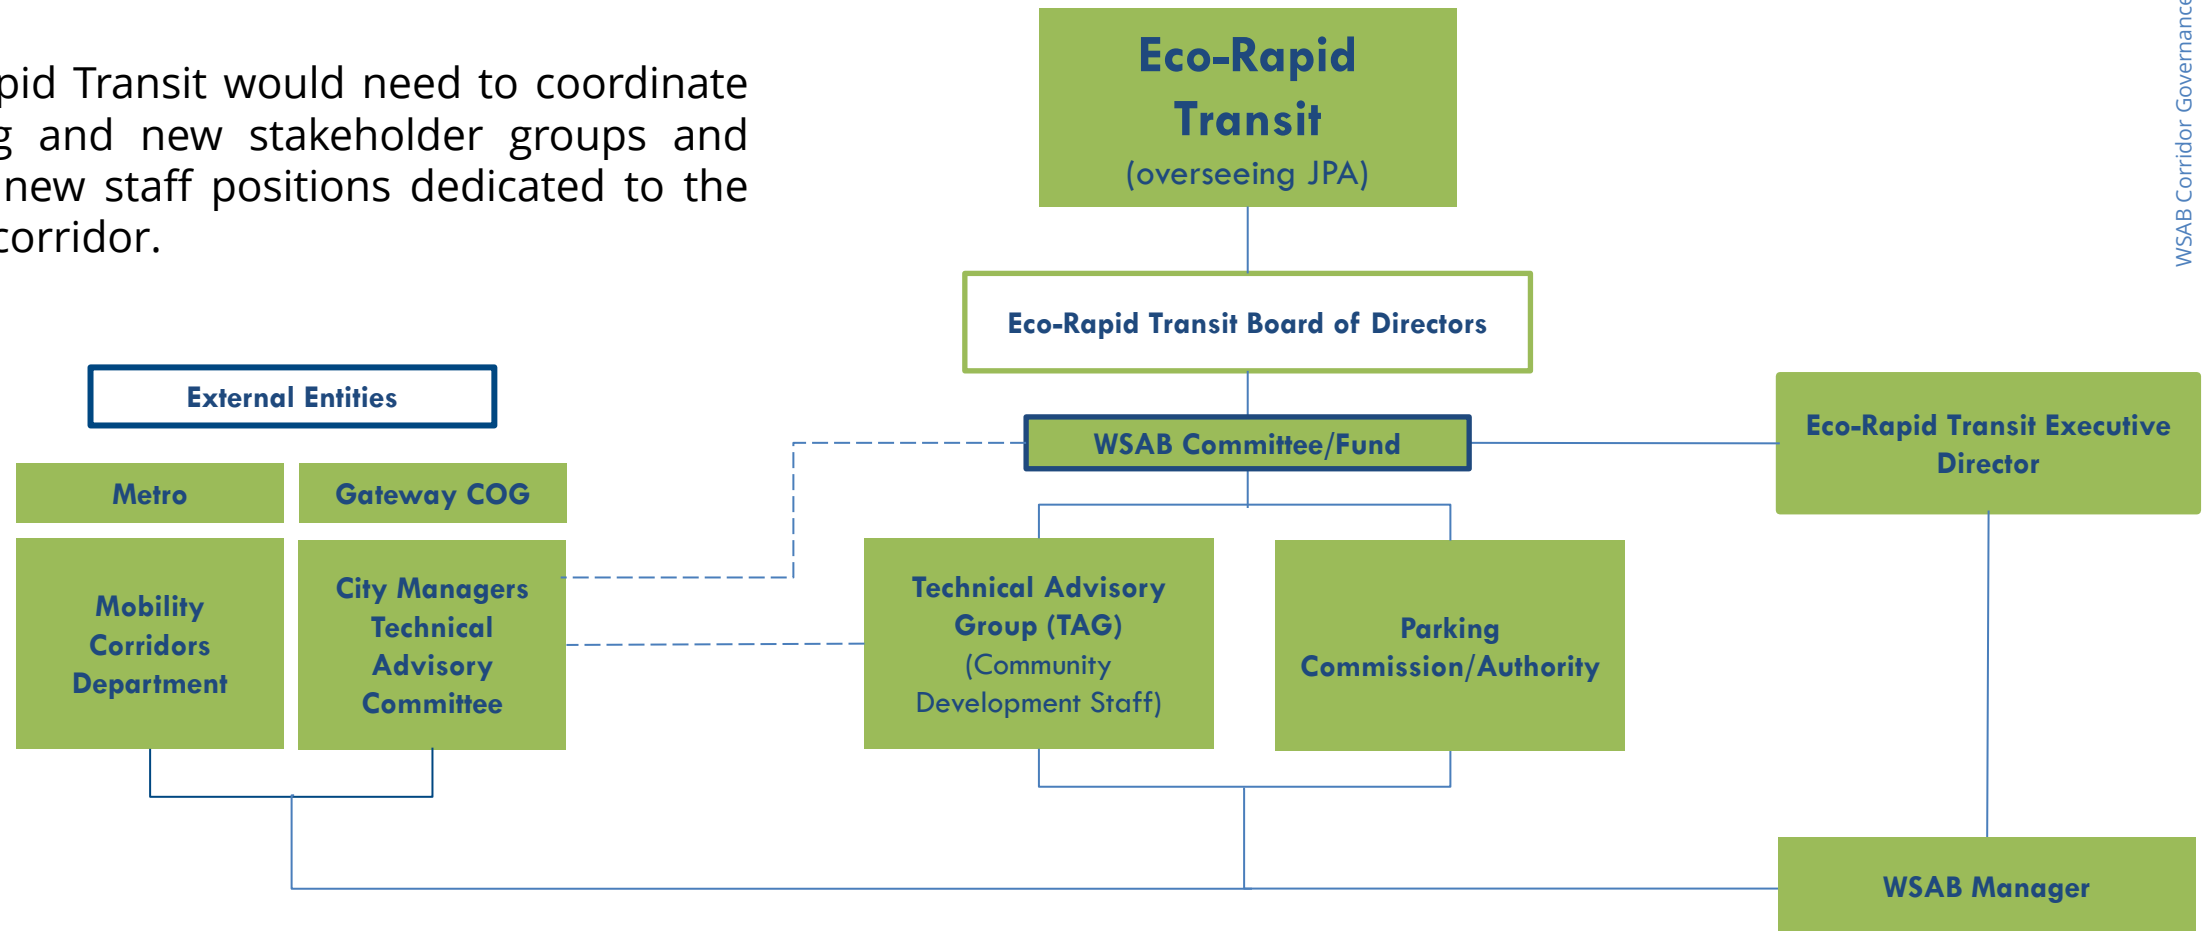 Transit would need to coordinate
and new stakeholder groups and
new staff positions dedicated to the
corridor.
Eco-Rapid
Transit
(overseeing JPA)
WSAB Corridor Governance
Eco-Rapid Transit Board of Directors
External Entities
WSAB Committee/Fund
Eco-Rapid Transit Executive
Director
Metro
Gateway COG
Mobility
Corridors
Department
City Managers
Technical
Advisory
Committee
Technical Advisory
Group (TAG)
(Community
Development Staff)
Parking
Commission/Authority
WSAB Manager